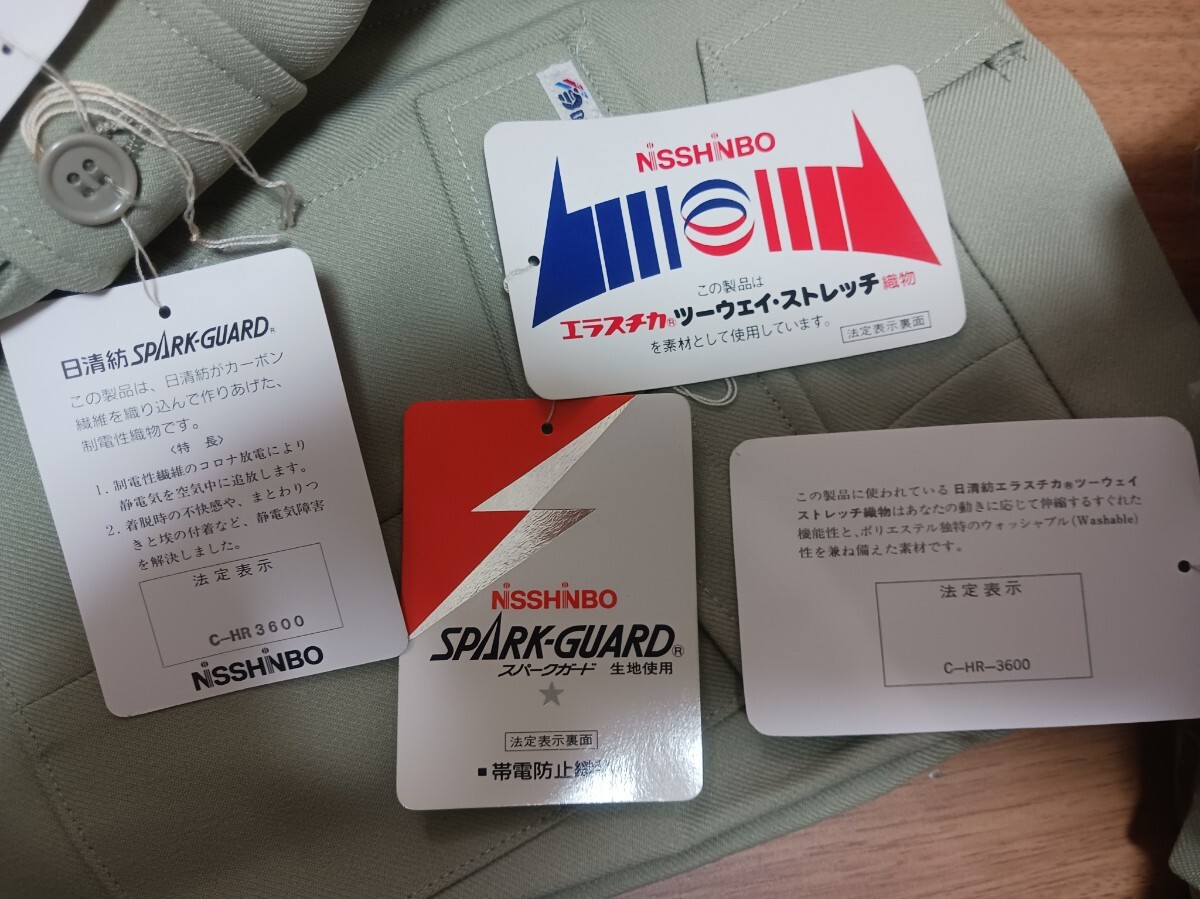 日清紡 SPARK-GUARD®
この製品は、日清紡がカーボン
繊維を織り込んで作りあげた、
制電性織物です。
〈特 長〉
1. 制電性繊維のコロナ放電により
静電気を空気中に追放します。
2. 着脱時の不快感や、まとわりつ
きと埃の付着など、静電気障害
を解決しました。
法定表示
C-HR3600
NISSHINBO
NISSHINBO
この製品は
エラスチカ®ツーウェイ・ストレッチ織物
を素材として使用しています。
法定表示裏面
NISSHINBO
SPARK-GUARD®
スパークガード 生地使用
法定表示裏面
■帯電防止織
この製品に使われている日清紡エラスチカ®ツーウェイ
ストレッチ織物はあなたの動きに応じて伸縮するすぐれた
機能性と、ポリエステル独特のウォッシャブル(Washable)
性を兼ね備えた素材です。
法定表示
C-HR-3600